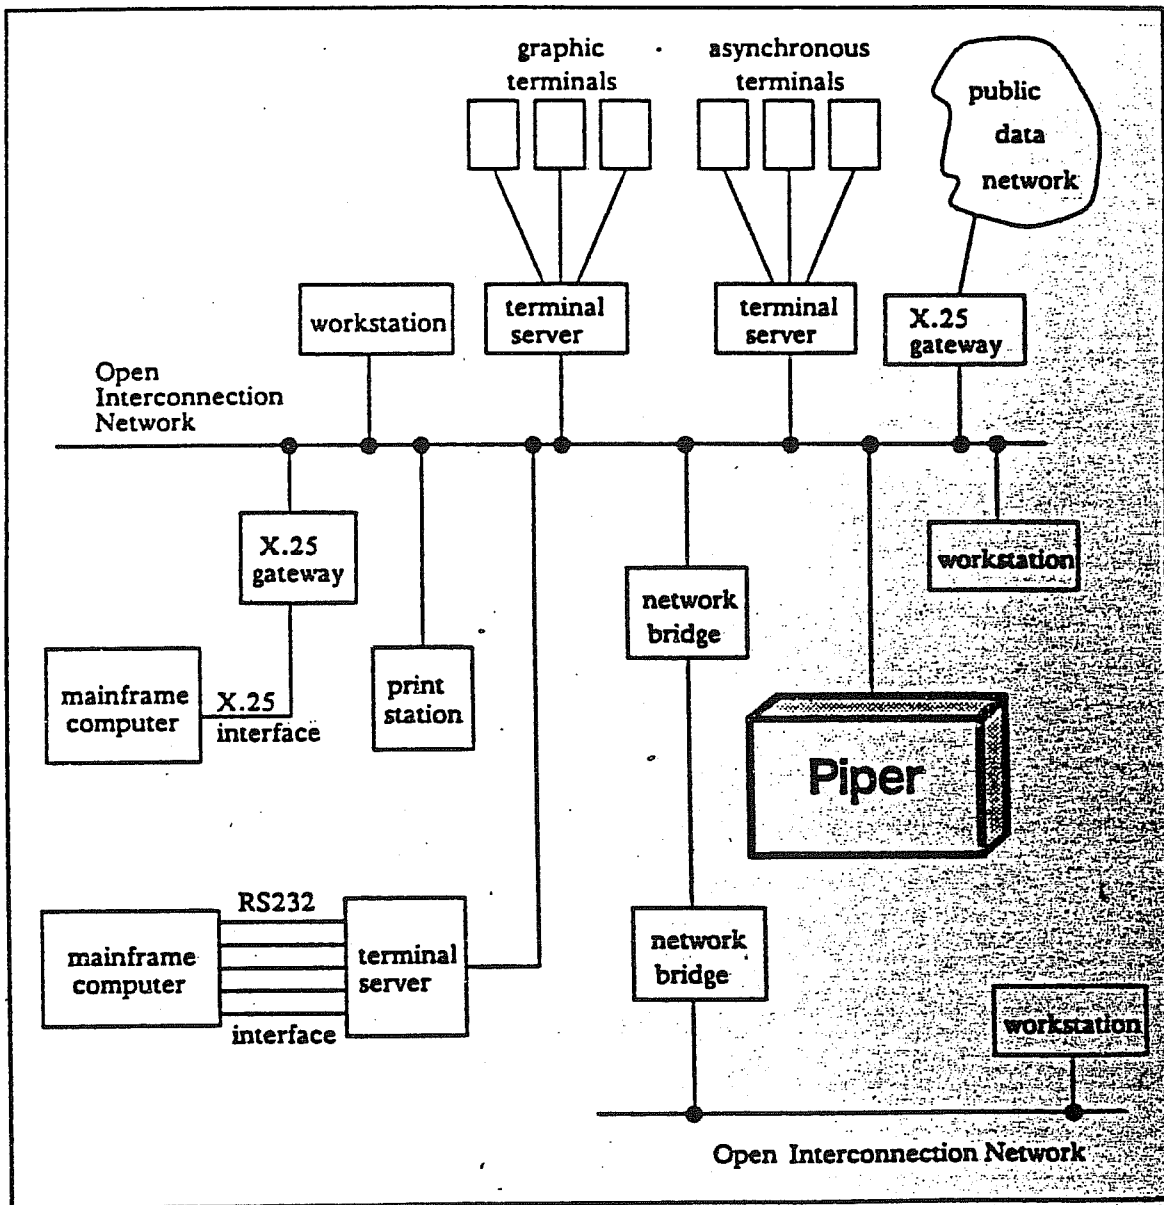 graphic
terminals
asynchronous
terminals
public
data
network
workstation
terminal
server
terminal
server
X.25
gateway
Open
Interconnection
Network
X.25
gateway
workstation
network
bridge
mainframe
computer
X.25
interface
print
station
Piper
RS232
mainframe
computer
terminal
server
interface
network
bridge
workstation
Open Interconnection Network